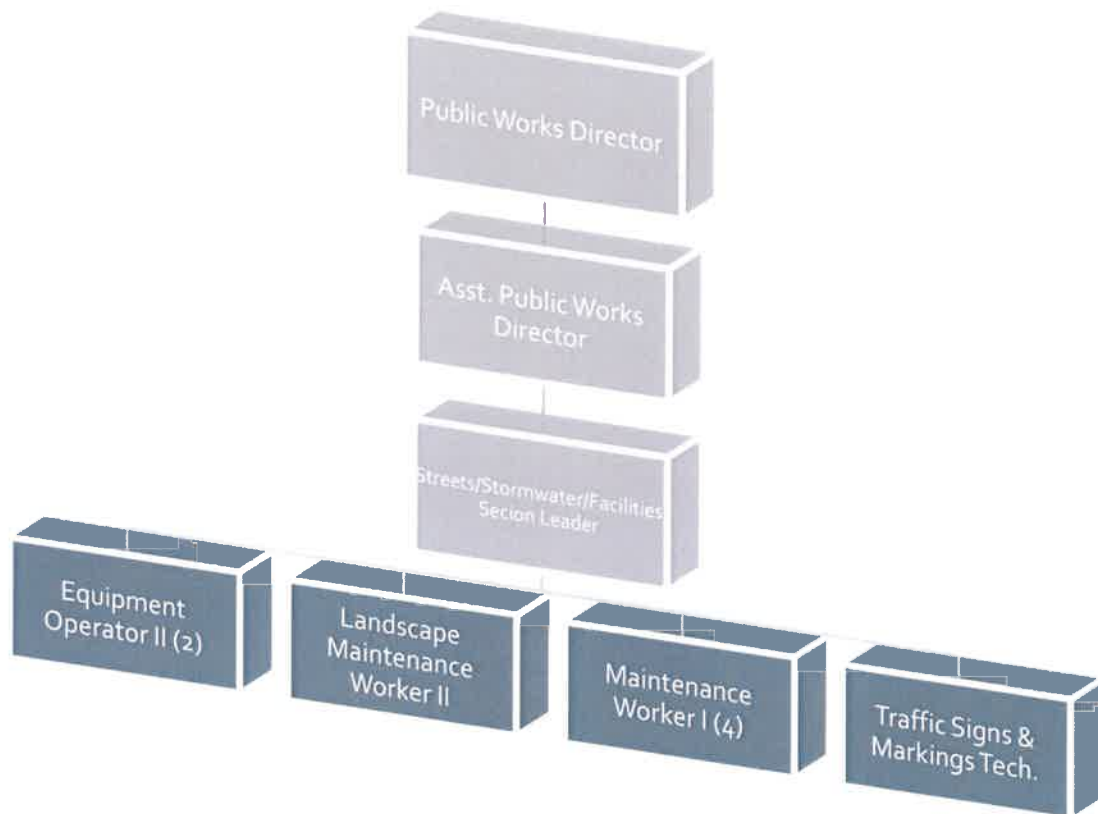 Public Works Director
Asst. Public Works
Director
Streets/Stormwater/Facilities
Secion Leader
Equipment
Operator II (2)
Landscape
Maintenance
Worker II
Maintenance
Worker I (4)
Traffic Signs &
Markings Tech.